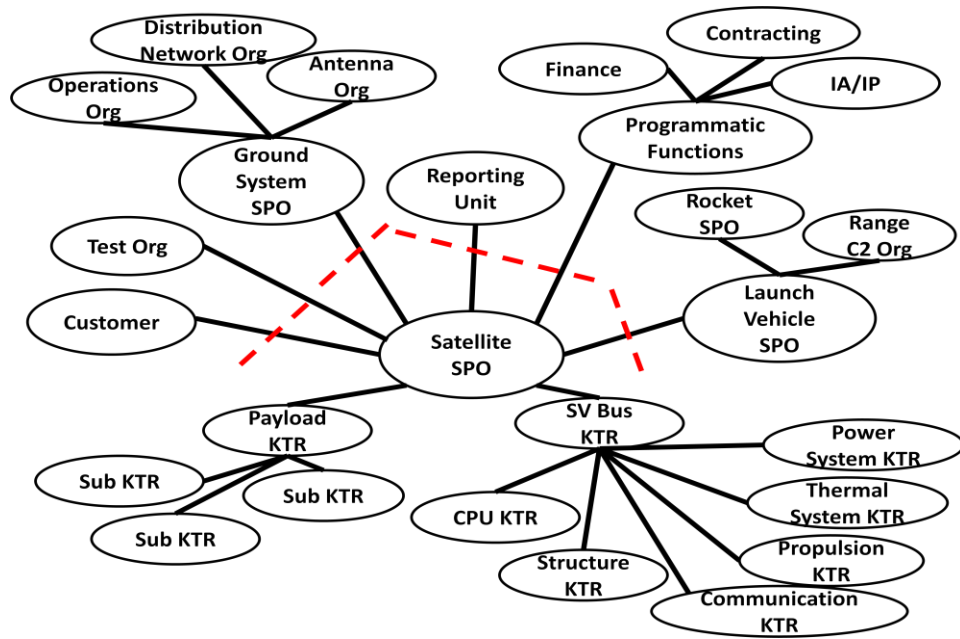 Distribution
Network Org
Antenna
Org
Operations
Org
Ground
System
SPO
Contracting
Finance
IA/IP
Programmatic
Functions
Reporting
Unit
Rocket
SPO
Range
C2 Org
Test Org
Launch
Vehicle
SPO
Customer
Satellite
SPO
Payload
KTR
SV Bus
KTR
Sub KTR
Sub KTR
Sub KTR
CPU KTR
Structure
KTR
Power
System KTR
Thermal
System KTR
Propulsion
KTR
Communication
KTR